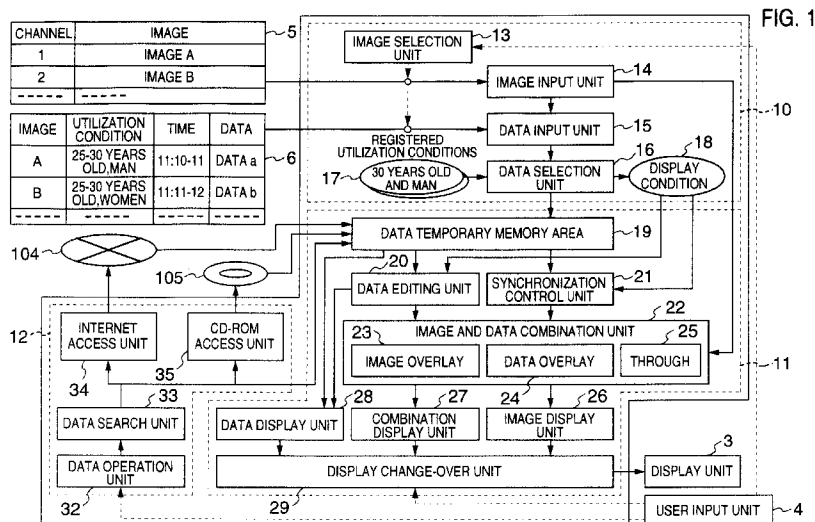 FIG. 1
CHANNEL IMAGE 5
1 IMAGE A
2 IMAGE B
IMAGE UTILIZATION CONDITION TIME DATA 6
A 25-30 YEARS OLD,MAN 11:10-11 DATA a
B 25-30 YEARS OLD,WOMEN 11:11-12 DATA b
IMAGE SELECTION UNIT 13
IMAGE INPUT UNIT 14
10
DATA INPUT UNIT 15
REGISTERED UTILIZATION CONDITIONS
17 30 YEARS OLD AND MAN
DATA SELECTION UNIT 16
DISPLAY CONDITION 18
DATA TEMPORARY MEMORY AREA 19
104
105
20
DATA EDITING UNIT
SYNCHRONIZATION CONTROL UNIT 21
22
IMAGE AND DATA COMBINATION UNIT
23 IMAGE OVERLAY
DATA OVERLAY 24
THROUGH 25
11
12
INTERNET ACCESS UNIT 34
CD-ROM ACCESS UNIT 35
DATA SEARCH UNIT 33
DATA OPERATION UNIT 32
DATA DISPLAY UNIT 28
COMBINATION DISPLAY UNIT 27
IMAGE DISPLAY UNIT 26
DISPLAY CHANGE-OVER UNIT 29
DISPLAY UNIT 3
USER INPUT UNIT 4